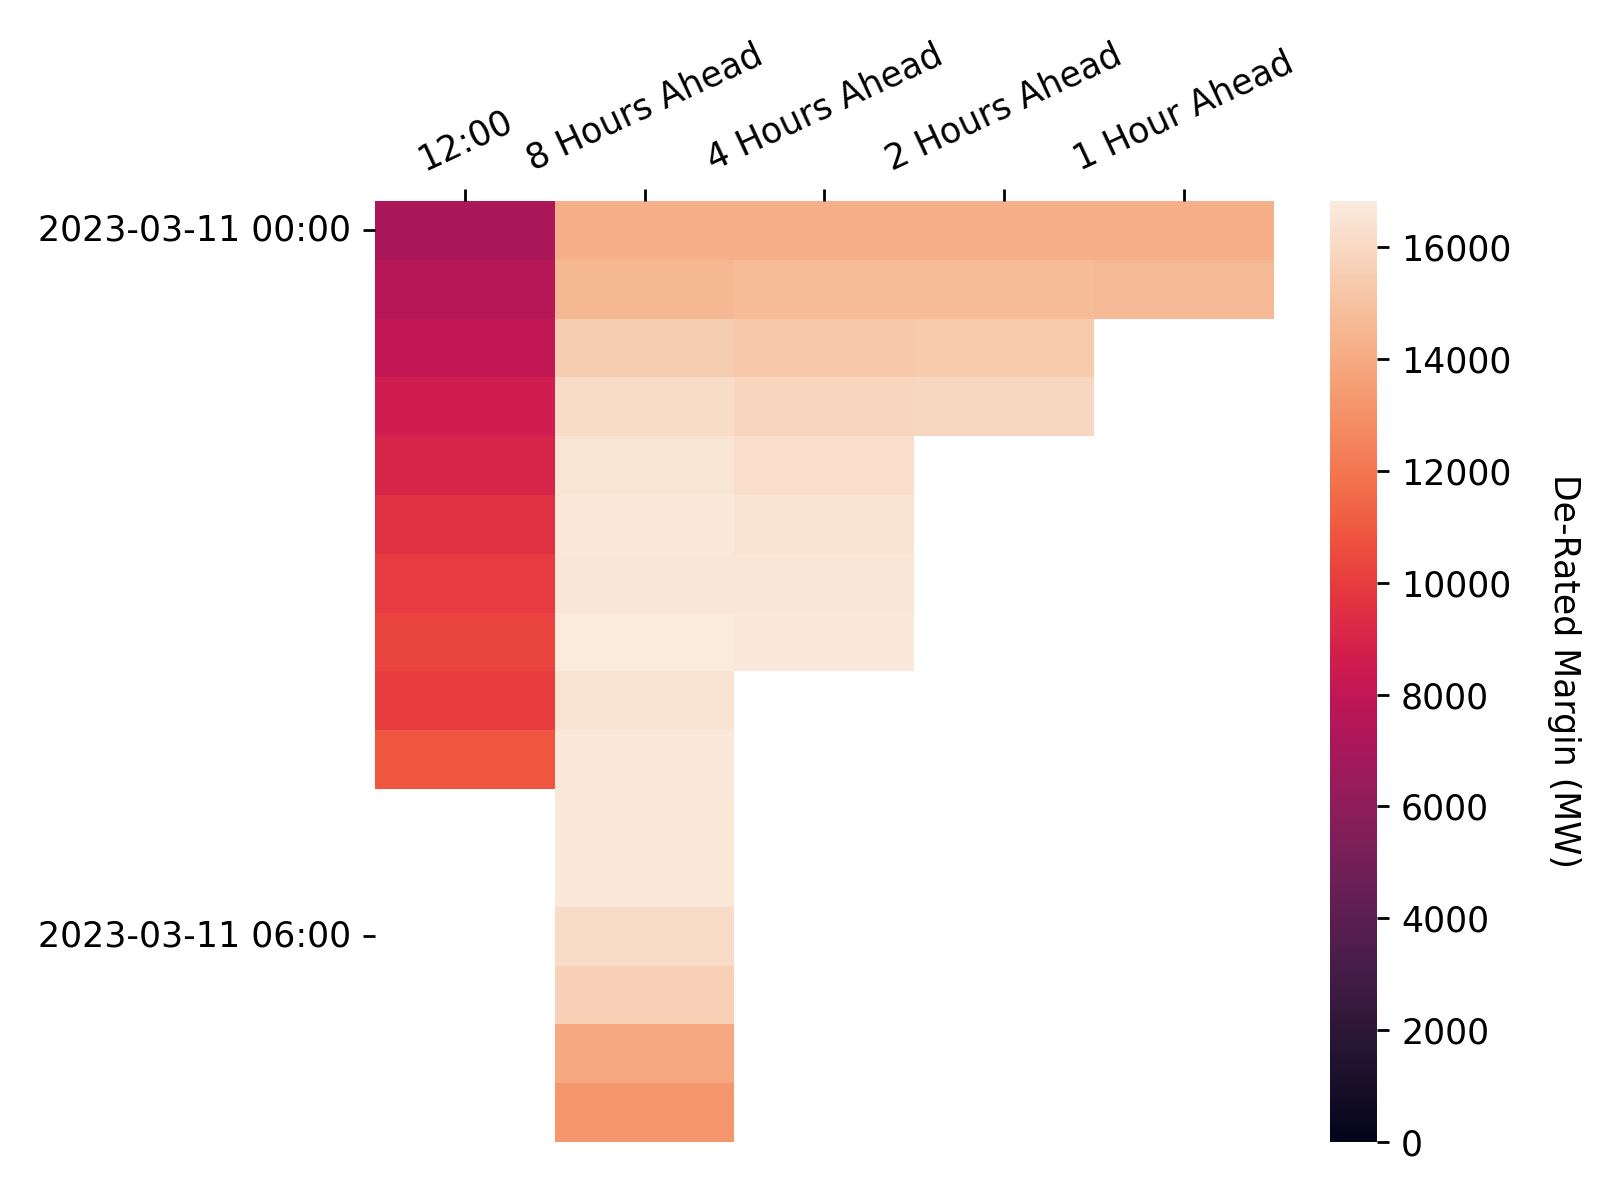 12:00
8 Hours Ahead
4 Hours Ahead
2 Hours Ahead
1 Hour Ahead
2023-03-11 00:00
2023-03-11 06:00
16000
14000
12000
10000
8000
6000
4000
2000
0
De-Rated Margin (MW)